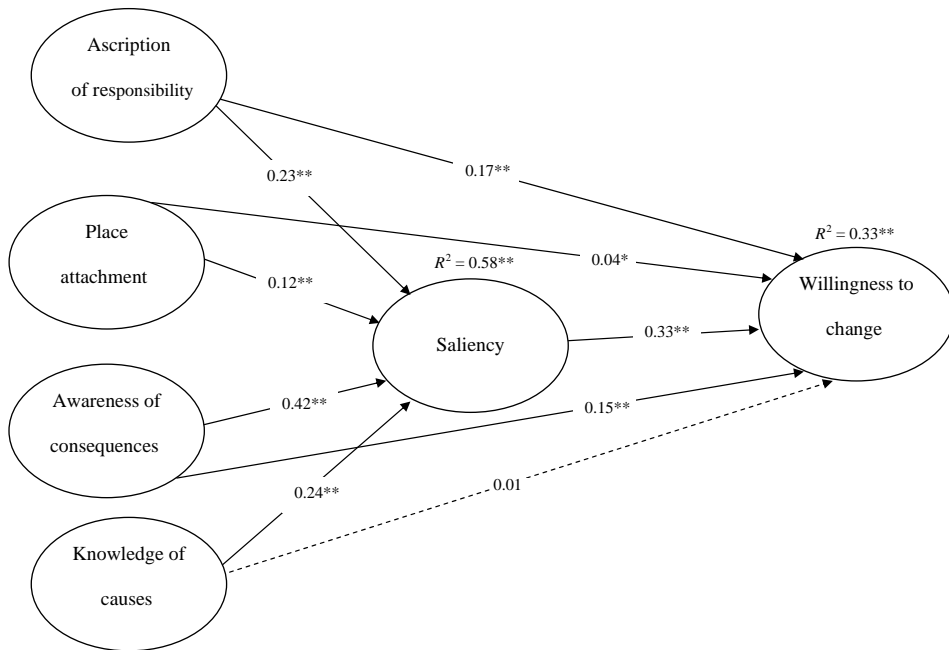 Ascription
of responsibility
0.23**
0.17**
Place
attachment
0.12**
R² = 0.58**
0.04*
R² = 0.33**
Willingness to
change
Saliency
0.33**
Awareness of
consequences
0.42**
0.15**
0.24**
0.01
Knowledge of
causes